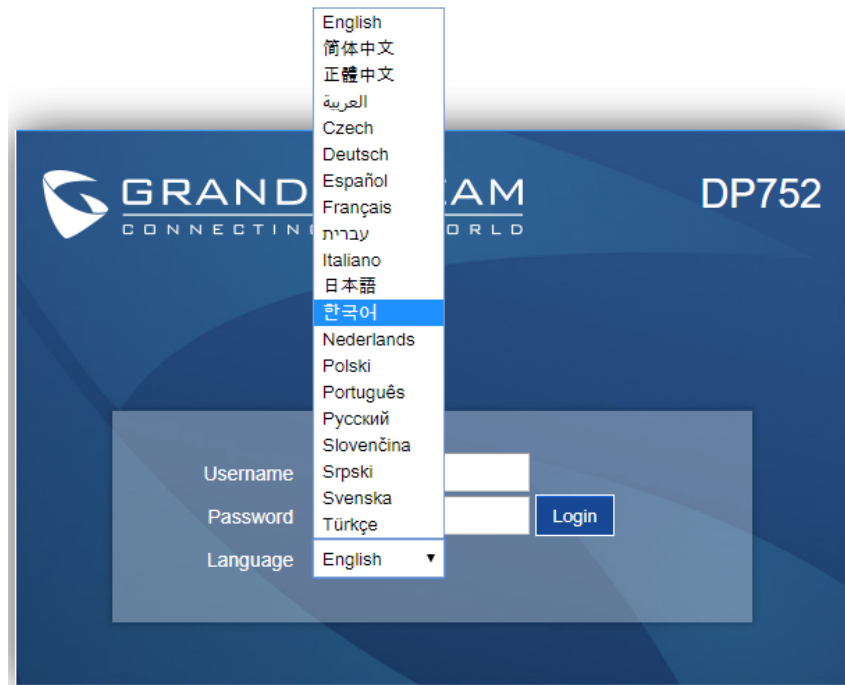 English
简体中文
正體中文
العربية
Czech
Deutsch
Español
Français
עברית
Italiano
日本語
한국어
Nederlands
Polski
Português
Русский
Slovenčina
Srpski
Svenska
Türkçe
GRAND AM
DP752
CONNECTIN ORLD
Username
Password
Login
Language
English